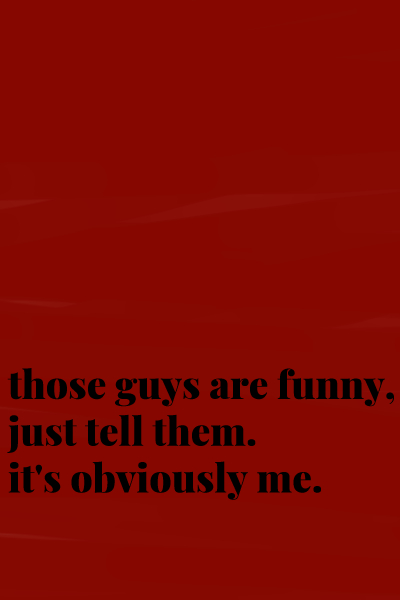 those guys are funny,
just tell them.
it's obviously me.